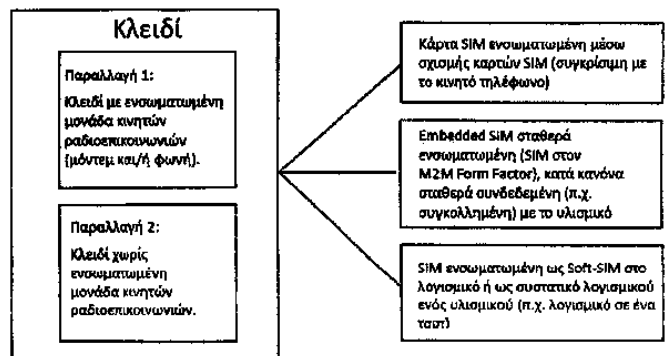 Κλειδί
Παραλλαγή 1:
Κλειδί με ενσωματωμένη
μονάδα κινητών
ραδιοεπικοινωνιών
(μόντεμ και/ή φωνή).
Παραλλαγή 2:
Κλειδί χωρίς
ενσωματωμένη
μονάδα κινητών
ραδιοεπικοινωνιών.
Κάρτα SIM ενσωματωμένη μέσω
σχισμής καρτών SIM (συγκρίσιμη με
το κινητό τηλέφωνο)
Embedded SIM σταθερά
ενσωματωμένη (SIM στον
M2M Form Factor), κατά κανόνα
σταθερά συνδεδεμένη (π.χ.
συγκολλημένη) με το υλισμικό
SIM ενσωματωμένη ως Soft-SIM στο
λογισμικό ή ως συστατικό λογισμικού
ενός υλισμικού (π.χ. λογισμικό σε ένα
τσιπ)